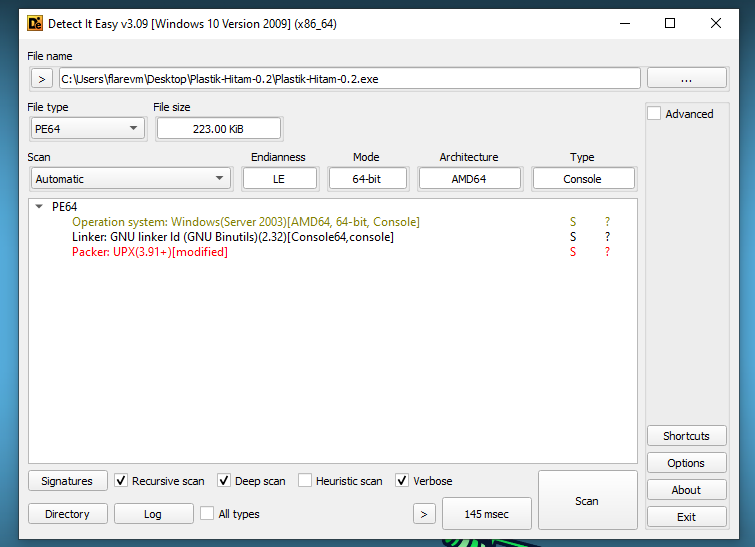 Detect It Easy v3.09 [Windows 10 Version 2009] (x86_64)
File name
> C:\Users\flarevm\Desktop\Plastik-Hitam-0.2\Plastik-Hitam-0.2.exe ...
File type File size
PE64 223.00 KiB
Advanced
Scan Endianness Mode Architecture Type
Automatic LE 64-bit AMD64 Console
PE64
Operation system: Windows(Server 2003)[AMD64, 64-bit, Console] S ?
Linker: GNU linker ld (GNU Binutils)(2.32)[Console64,console] S ?
Packer: UPX(3.91+)[modified] S ?
Shortcuts
Options
About
Exit
Signatures Recursive scan Deep scan Heuristic scan Verbose
Directory Log All types > 145 msec Scan